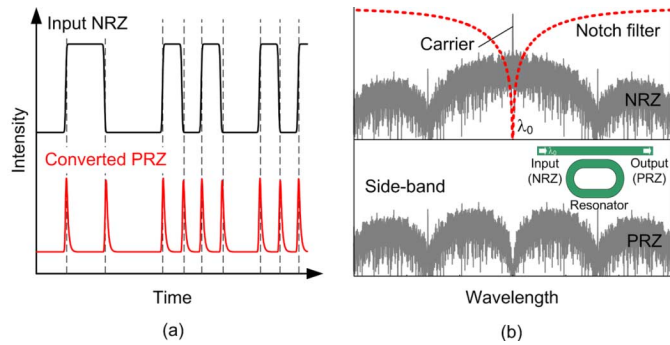 Input NRZ
Intensity
Converted PRZ
Time
(a)
Carrier
Notch filter
NRZ
λ0
λ0
Input
(NRZ)
Output
(PRZ)
Resonator
Side-band
PRZ
Wavelength
(b)